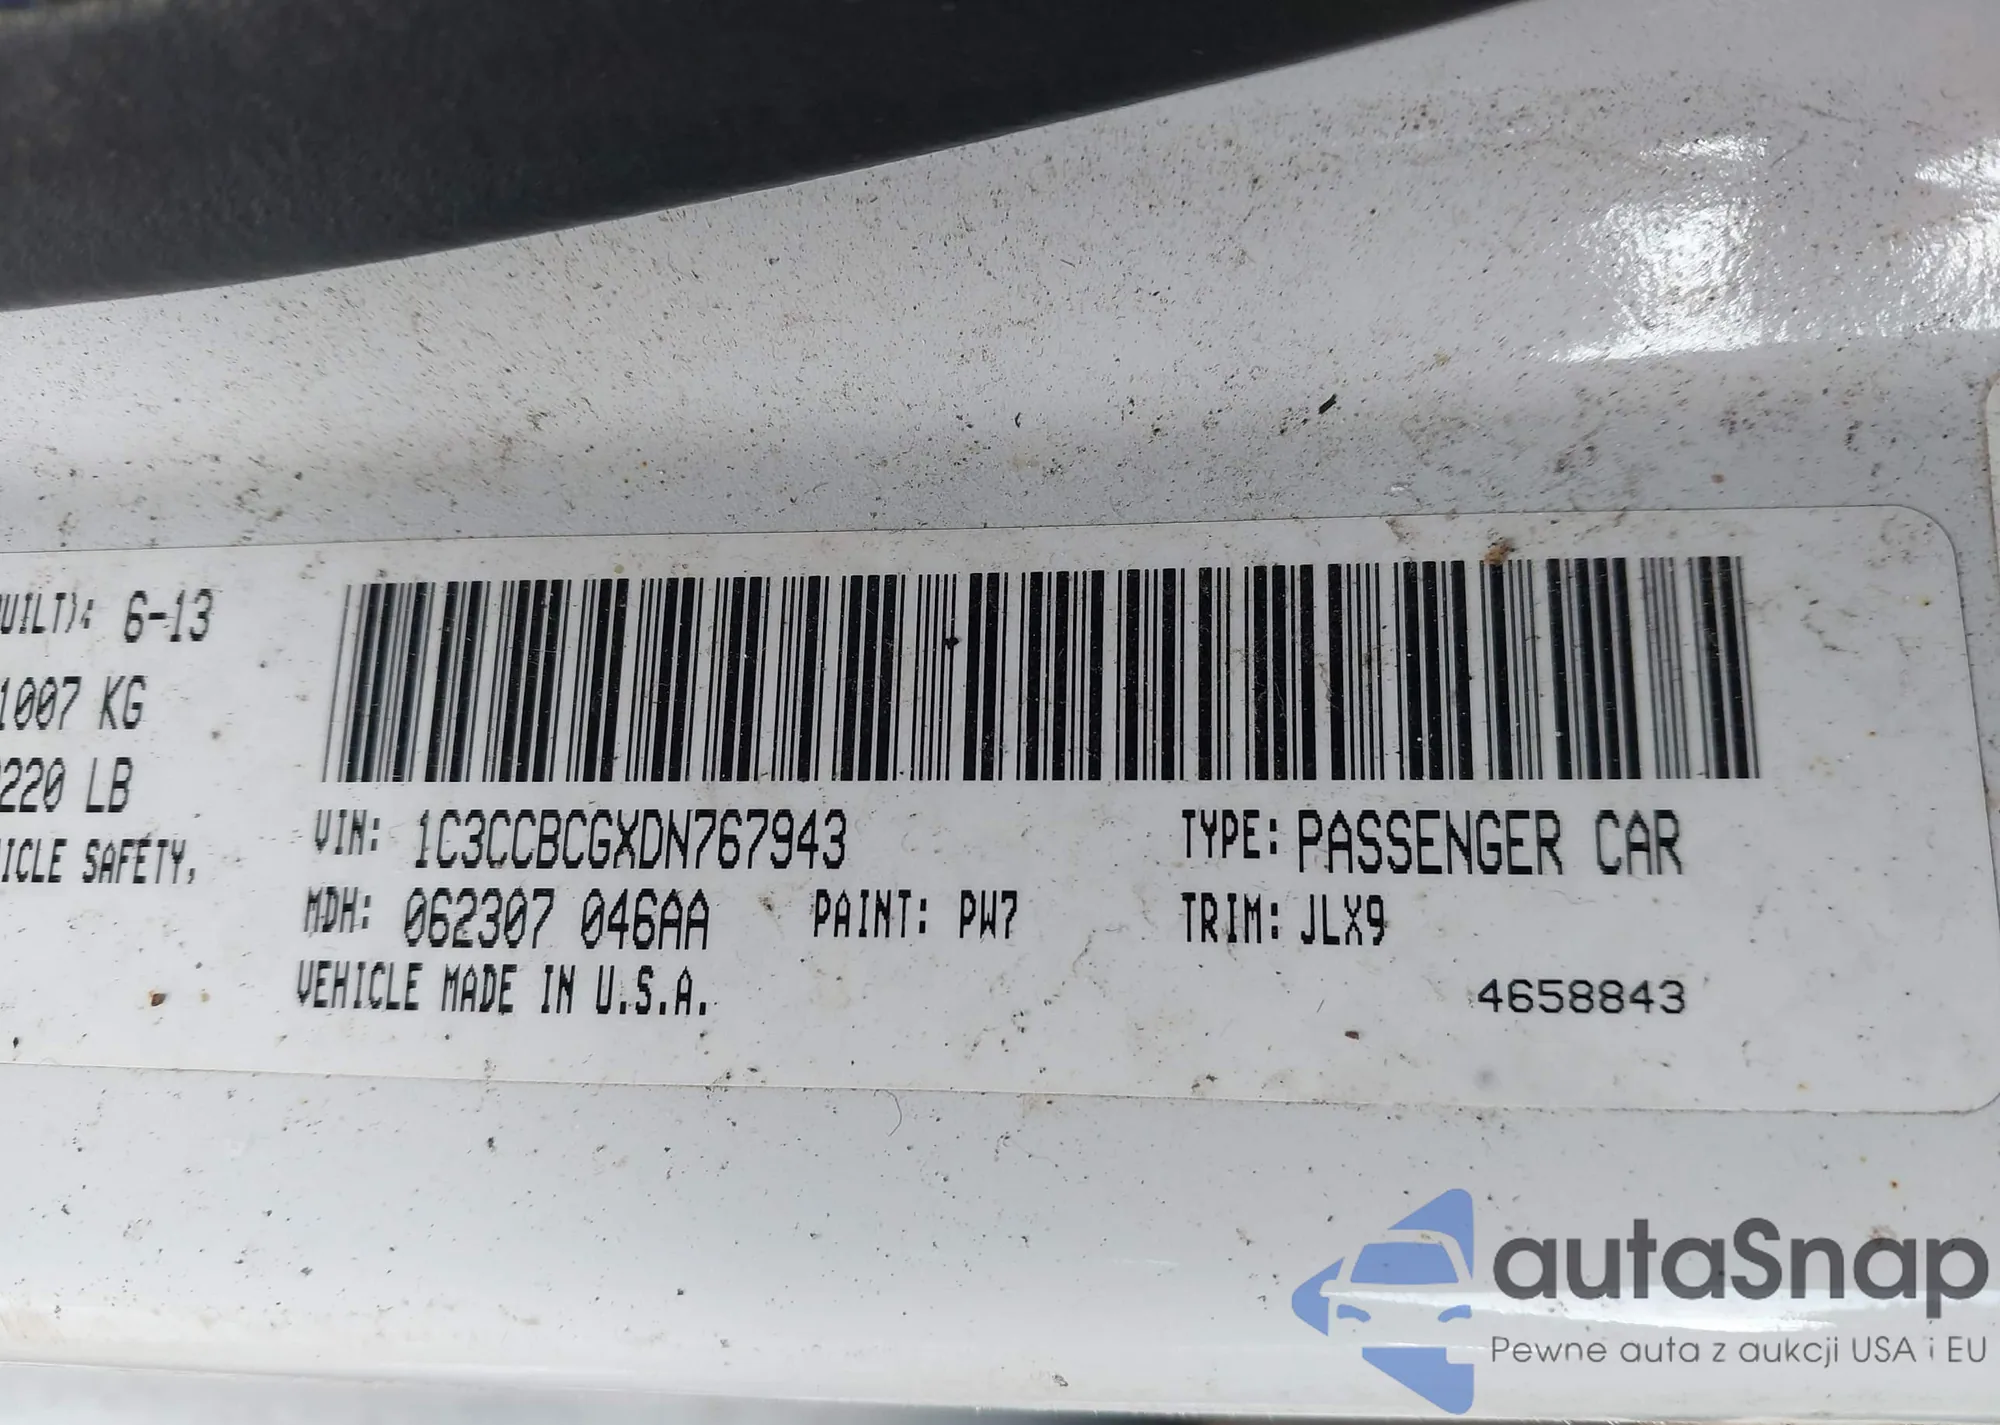 UILT): 6-13
1007 KG
220 LB
ICLE SAFETY,
VIN: 1C3CCBCGXDN767943 TYPE: PASSENGER CAR
MDH: 062307 046AA PAINT: PW7 TRIM: JLX9
VEHICLE MADE IN U.S.A.
4658843
autaSnap
Pewne auta z aukcji USA i EU